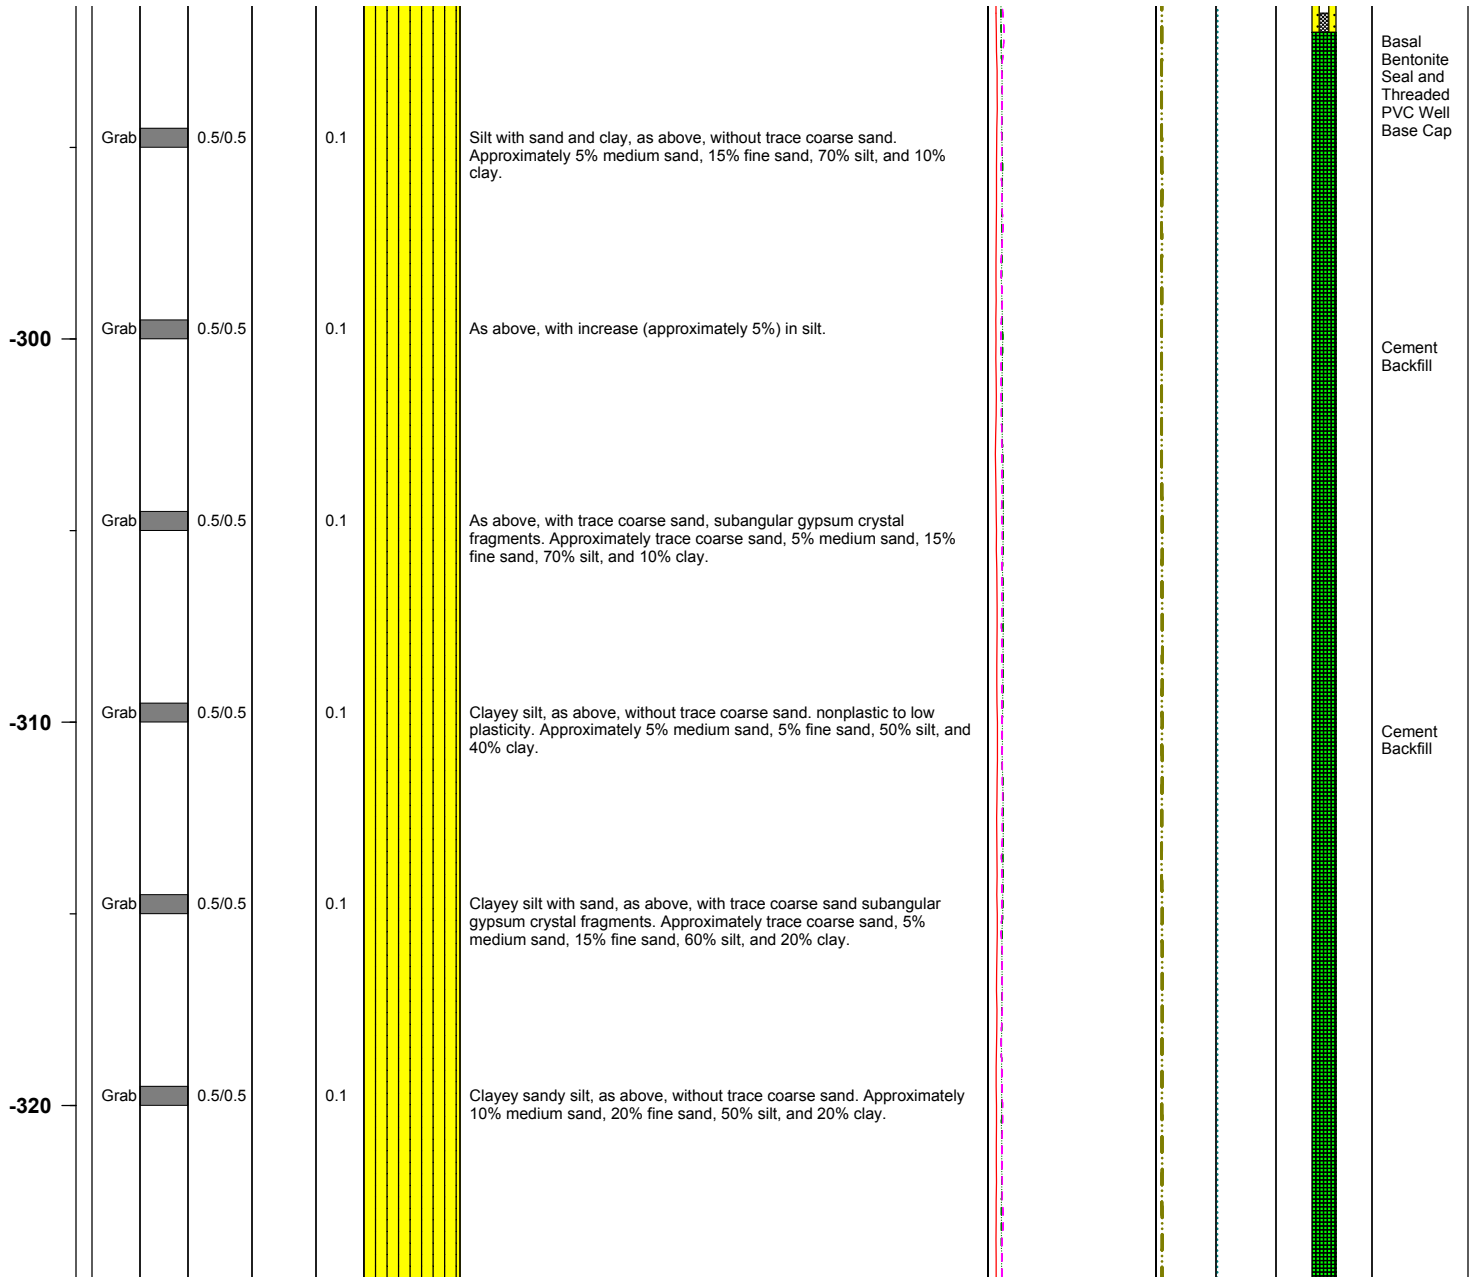 Basal
Bentonite
Seal and
Threaded
PVC Well
Base Cap
Grab 0.5/0.5 0.1 Silt with sand and clay, as above, without trace coarse sand.
Approximately 5% medium sand, 15% fine sand, 70% silt, and 10%
clay.
-300 Grab 0.5/0.5 0.1 As above, with increase (approximately 5%) in silt.
Cement
Backfill
Grab 0.5/0.5 0.1 As above, with trace coarse sand, subangular gypsum crystal
fragments. Approximately trace coarse sand, 5% medium sand, 15%
fine sand, 70% silt, and 10% clay.
-310 Grab 0.5/0.5 0.1 Clayey silt, as above, without trace coarse sand. nonplastic to low
plasticity. Approximately 5% medium sand, 5% fine sand, 50% silt, and
40% clay.
Cement
Backfill
Grab 0.5/0.5 0.1 Clayey silt with sand, as above, with trace coarse sand subangular
gypsum crystal fragments. Approximately trace coarse sand, 5%
medium sand, 15% fine sand, 60% silt, and 20% clay.
-320 Grab 0.5/0.5 0.1 Clayey sandy silt, as above, without trace coarse sand. Approximately
10% medium sand, 20% fine sand, 50% silt, and 20% clay.